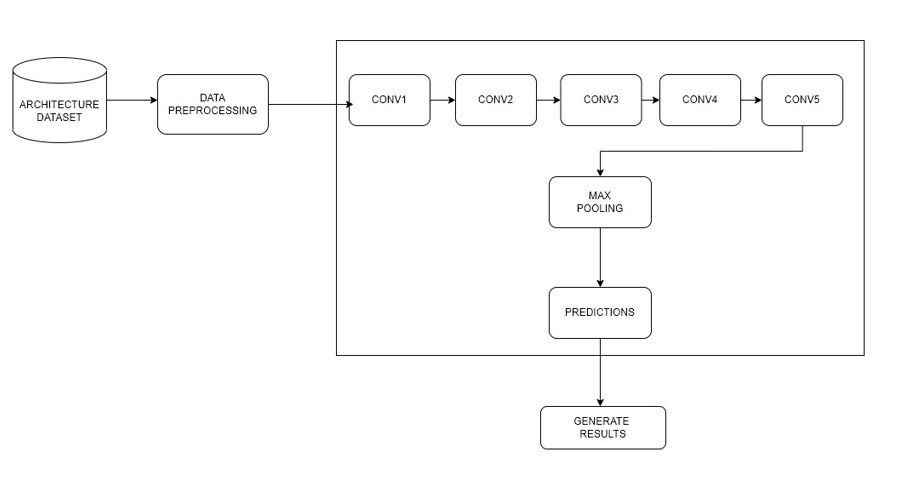 ARCHITECTURE
DATASET
DATA
PREPROCESSING
CONV1
CONV2
CONV3
CONV4
CONV5
MAX
POOLING
PREDICTIONS
GENERATE
RESULTS